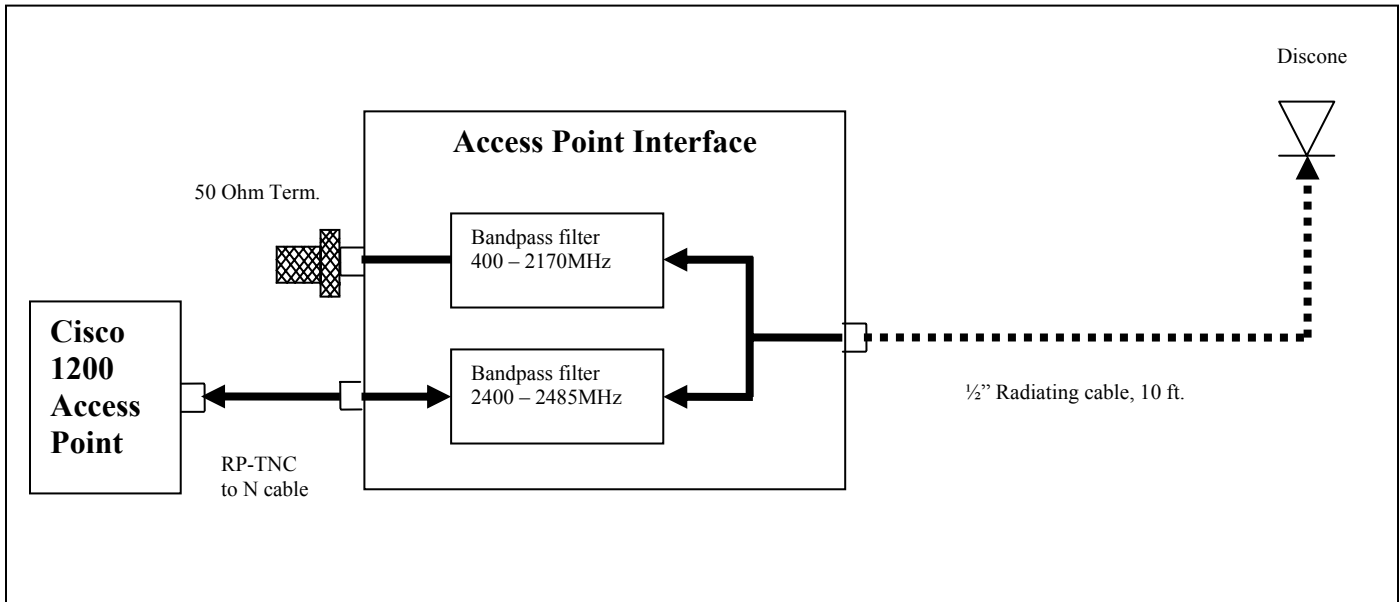 Discone
Access Point Interface
50 Ohm Term.
Bandpass filter
400 – 2170MHz
Cisco
1200
Access
Point
Bandpass filter
2400 – 2485MHz
½” Radiating cable, 10 ft.
RP-TNC
to N cable